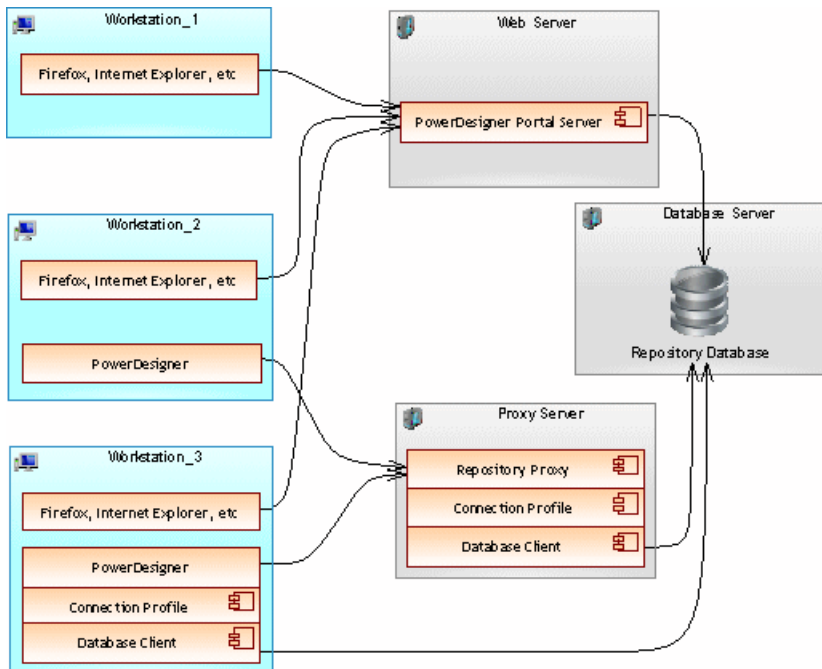 Workstation_1
Firefox, Internet Explorer, etc
Web Server
PowerDesigner Portal Server
Workstation_2
Firefox, Internet Explorer, etc
PowerDesigner
Database Server
Repository Database
Workstation_3
Firefox, Internet Explorer, etc
PowerDesigner
Connection Profile
Database Client
Proxy Server
Repository Proxy
Connection Profile
Database Client